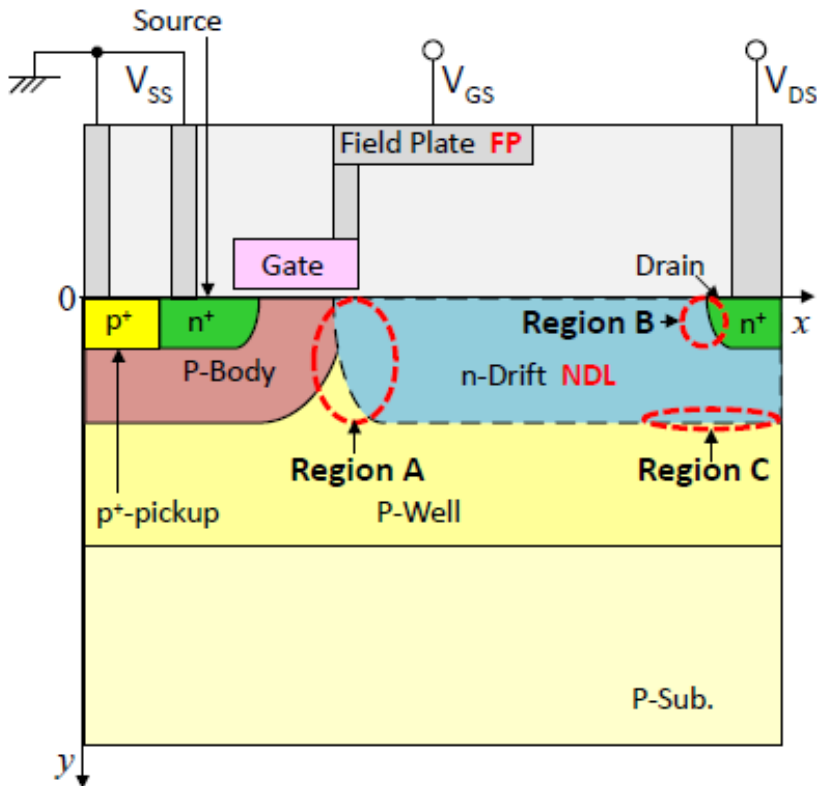 Source
V_SS
V_GS
V_DS
Field Plate FP
Gate
Drain
0
x
p⁺
n⁺
Region B
n⁺
P-Body
n-Drift NDL
Region A
Region C
p⁺-pickup
P-Well
P-Sub.
y